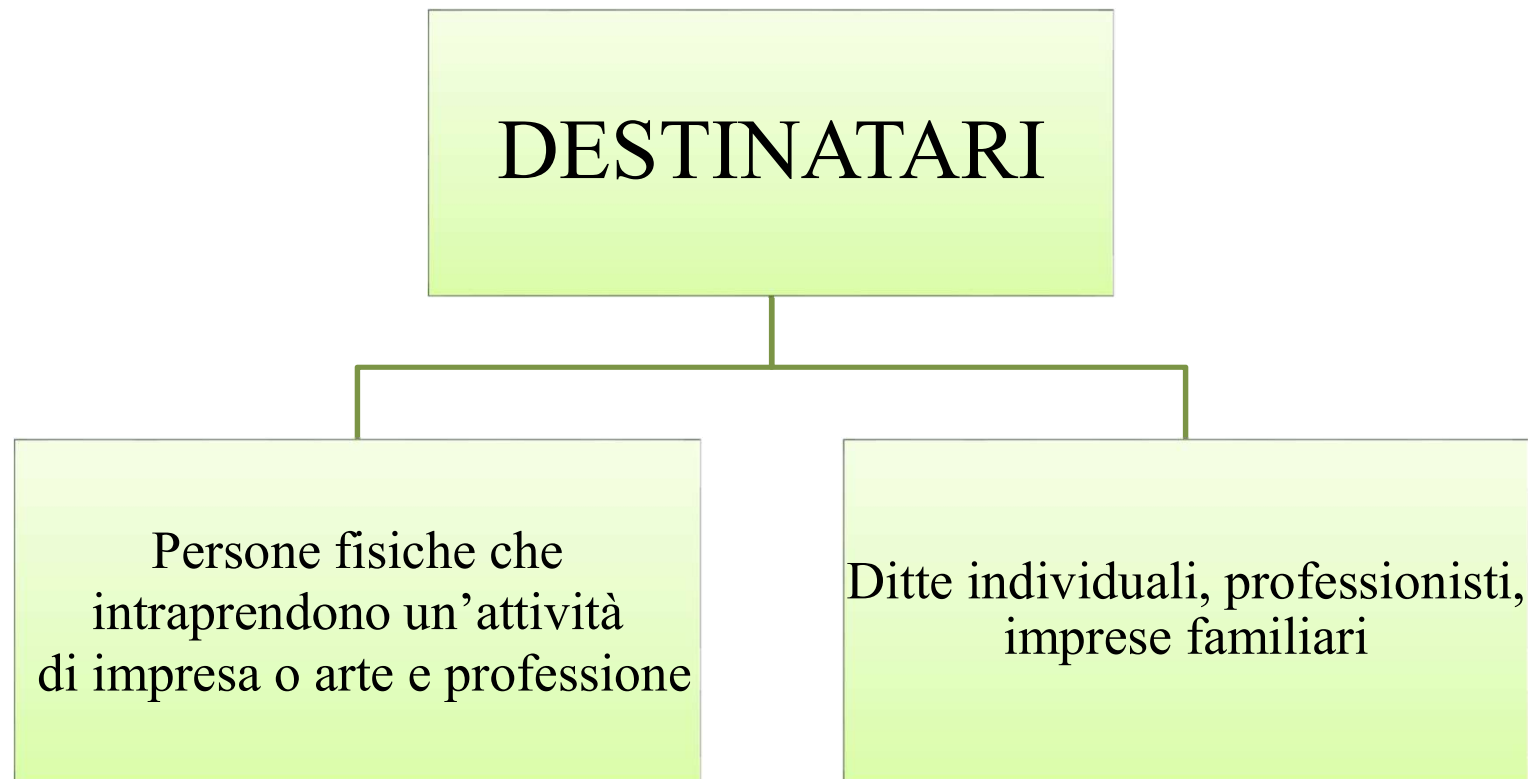 DESTINATARI
Persone fisiche che
intraprendono un’attività
di impresa o arte e professione
Ditte individuali, professionisti,
imprese familiari